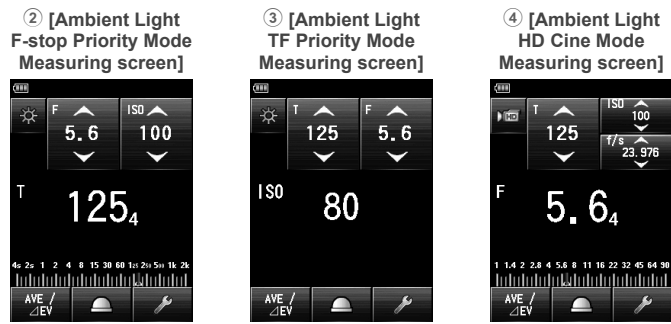 ② [Ambient Light
F-stop Priority Mode
Measuring screen]
F
5.6
ISO
100
T
125₄
4s 2s 1 2 4 8 15 30 60 125 250 500 1k 2k
AVE /
⊿EV
③ [Ambient Light
TF Priority Mode
Measuring screen]
T
125
F
5.6
ISO
80
AVE /
⊿EV
④ [Ambient Light
HD Cine Mode
Measuring screen]
HD
T
125
ISO
100
f/s
23.976
F
5.6₄
1 1.4 2 2.8 4 5.6 8 11 16 22 32 45 64 90
AVE /
⊿EV